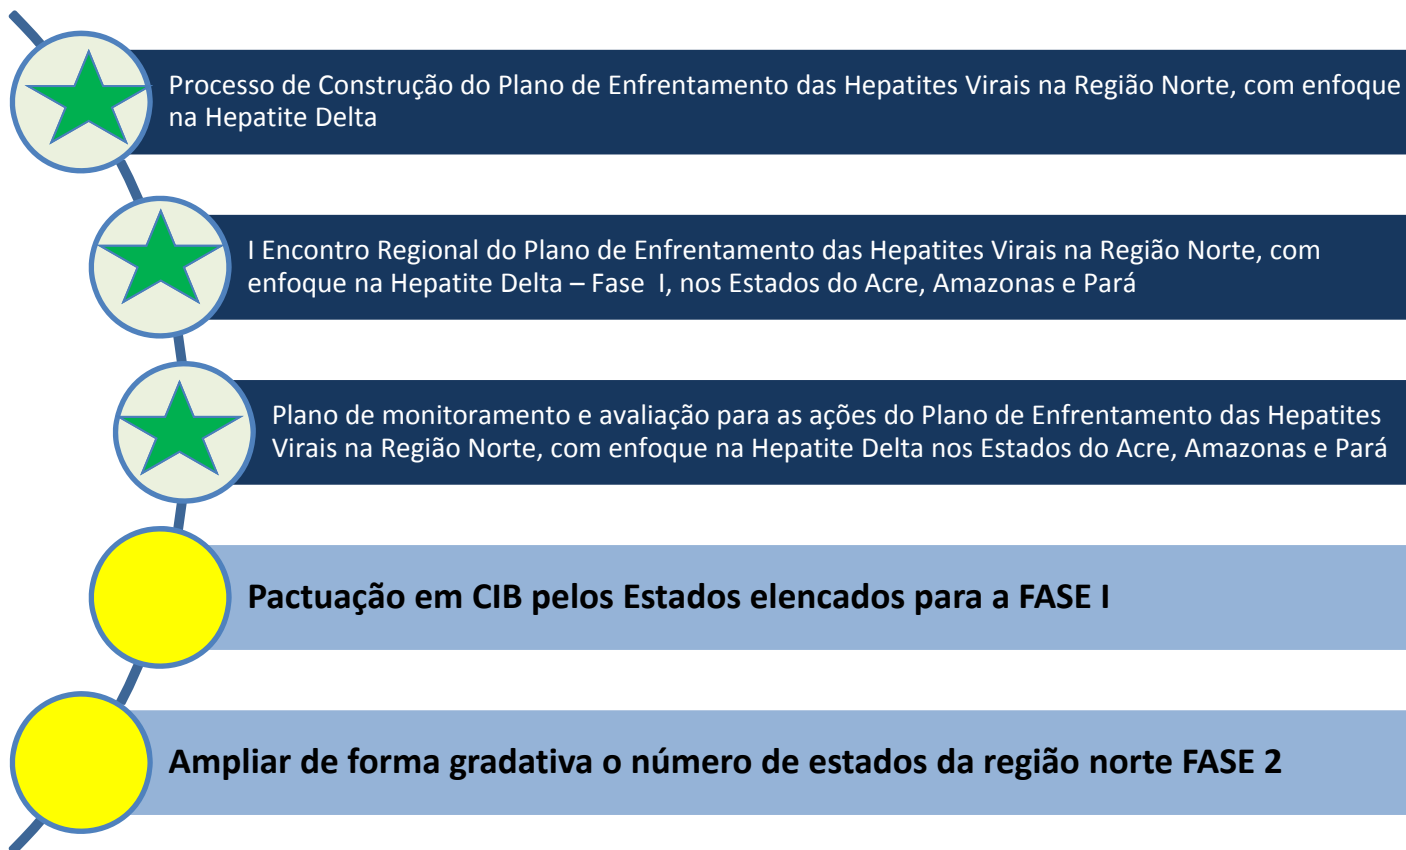 Processo de Construção do Plano de Enfrentamento das Hepatites Virais na Região Norte, com enfoque
na Hepatite Delta
I Encontro Regional do Plano de Enfrentamento das Hepatites Virais na Região Norte, com
enfoque na Hepatite Delta – Fase  I, nos Estados do Acre, Amazonas e Pará
Plano de monitoramento e avaliação para as ações do Plano de Enfrentamento das Hepatites
Virais na Região Norte, com enfoque na Hepatite Delta nos Estados do Acre, Amazonas e Pará
Pactuação em CIB pelos Estados elencados para a FASE I
Ampliar de forma gradativa o número de estados da região norte FASE 2